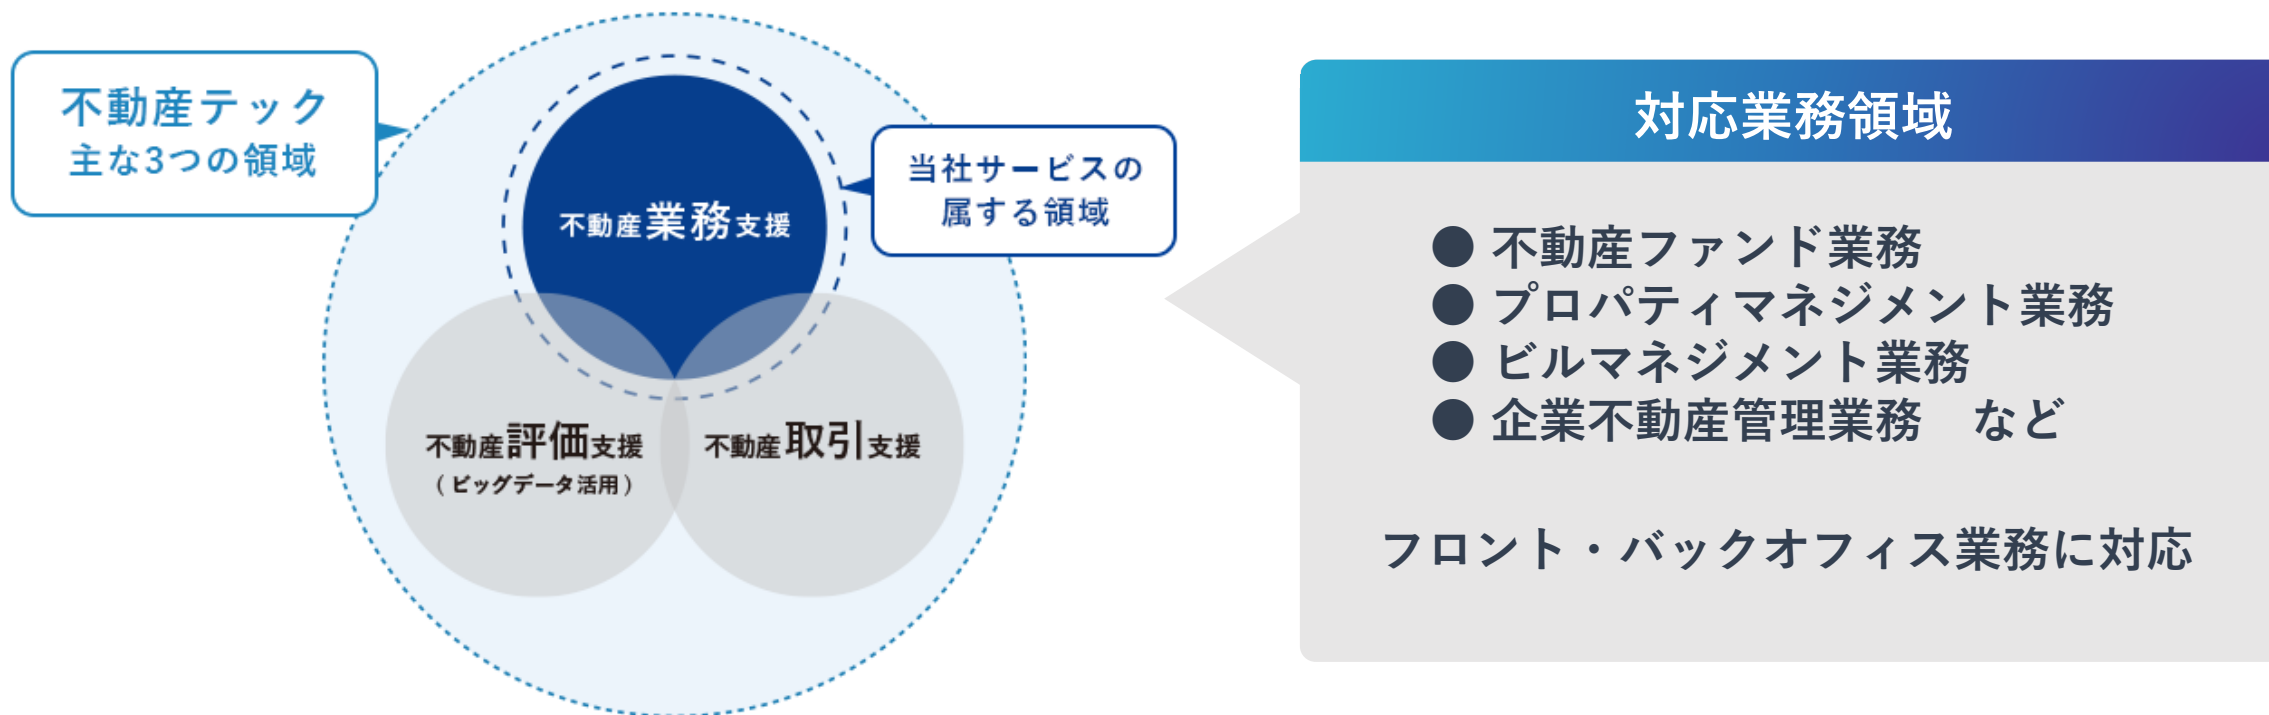 不動産テック
主な3つの領域
不動産業務支援
当社サービスの
属する領域
不動産評価支援
(ビッグデータ活用)
不動産取引支援
対応業務領域
● 不動産ファンド業務
● プロパティマネジメント業務
● ビルマネジメント業務
● 企業不動産管理業務　など
フロント・バックオフィス業務に対応